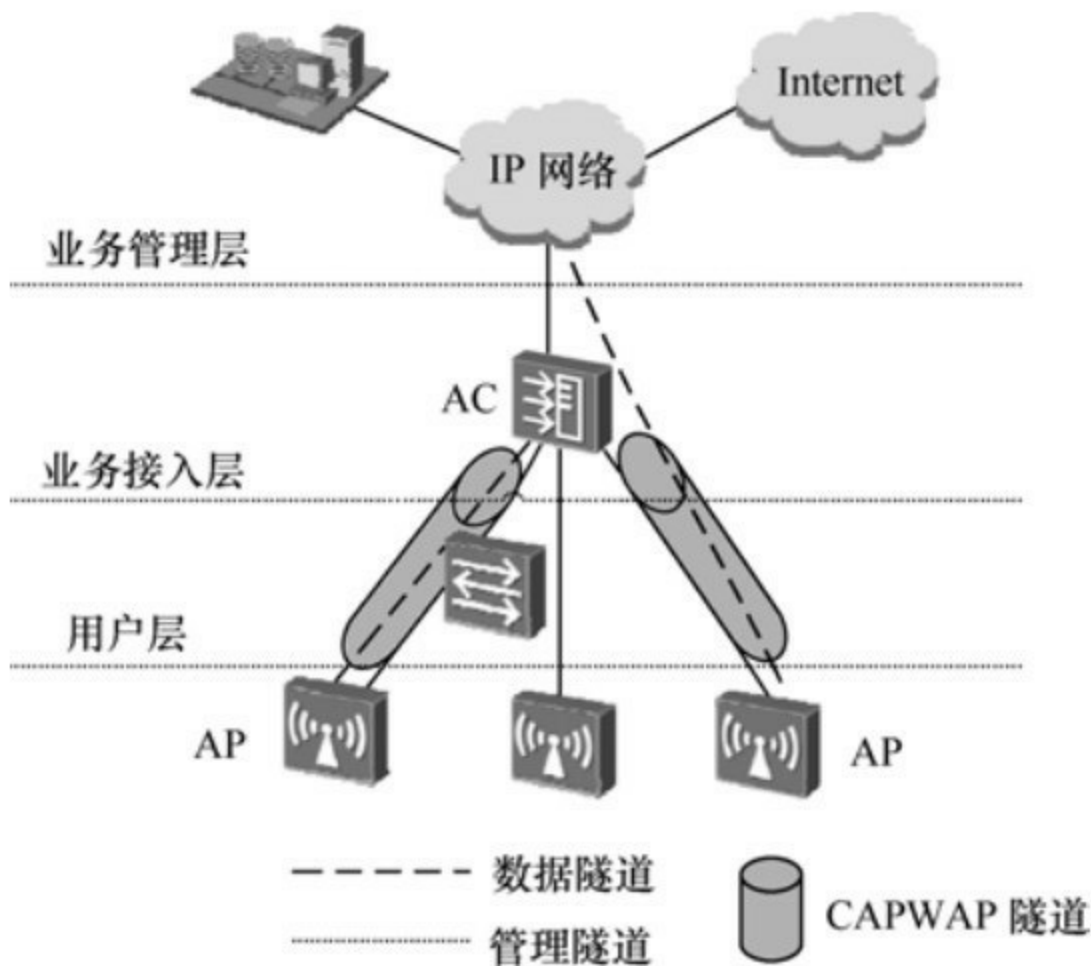 Internet
IP 网络
业务管理层
AC
业务接入层
用户层
AP
AP
数据隧道
管理隧道
CAPWAP 隧道